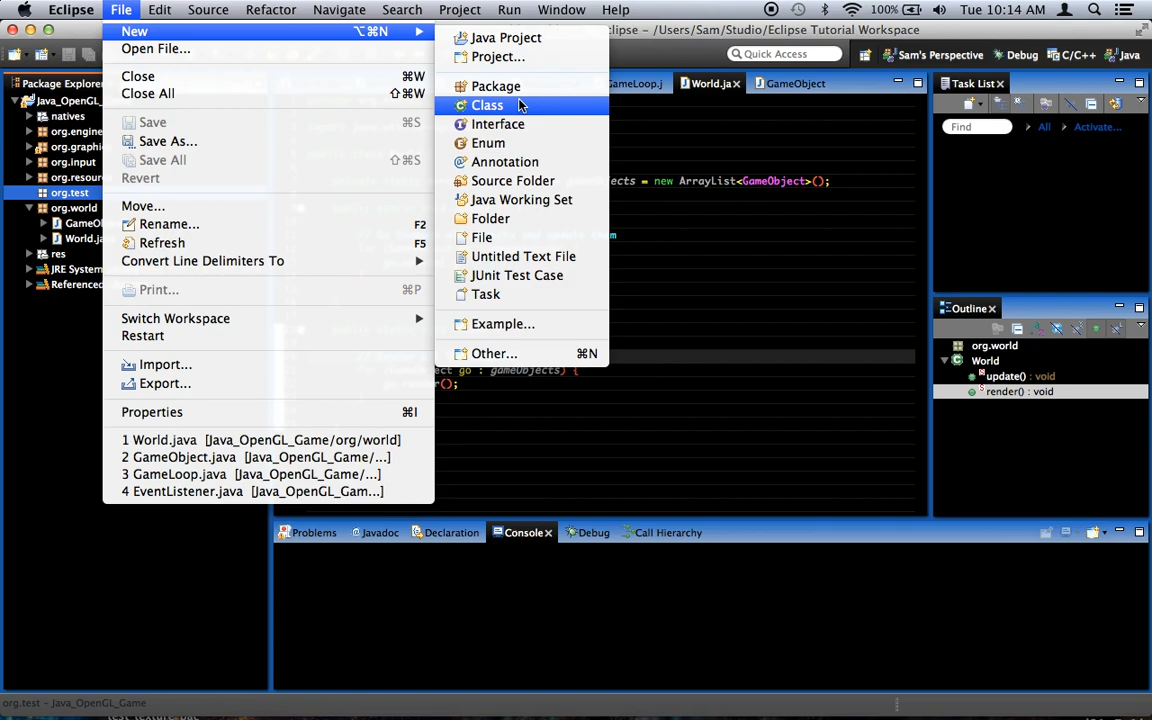 Eclipse File Edit Source Refactor Navigate Search Project Run Window Help 100% Tue 10:14 AM
clipse - /Users/Sam/Studio/Eclipse Tutorial Workspace
Quick Access Sam's Perspective Debug C/C++ Java
New ⌥⌘N
Open File...
Close ⌘W
Close All ⇧⌘W
Save ⌘S
Save As...
Save All ⇧⌘S
Revert
Move...
Rename... F2
Refresh F5
Convert Line Delimiters To
Print... ⌘P
Switch Workspace
Restart
Import...
Export...
Properties ⌘I
1 World.java [Java_OpenGL_Game/org/world]
2 GameObject.java [Java_OpenGL_Game/...]
3 GameLoop.java [Java_OpenGL_Game/...]
4 EventListener.java [Java_OpenGL_Gam...]
Java Project
Project...
Package
Class
Interface
Enum
Annotation
Source Folder
Java Working Set
Folder
File
Untitled Text File
JUnit Test Case
Task
Example...
Other... ⌘N
Package Explorer
Java_OpenGL_
natives
org.engine
org.graphi
org.input
org.resour
org.test
org.world
GameO
World.ja
res
JRE System
Referenced
GameLoop.j World.ja GameObject
Objects = new ArrayList<GameObject>();
go : gameObjects) {
go.render();
Task List
Find All Activate...
Outline
org.world
World
update() : void
render() : void
Problems Javadoc Declaration Console Debug Call Hierarchy
org.test - Java_OpenGL_Game